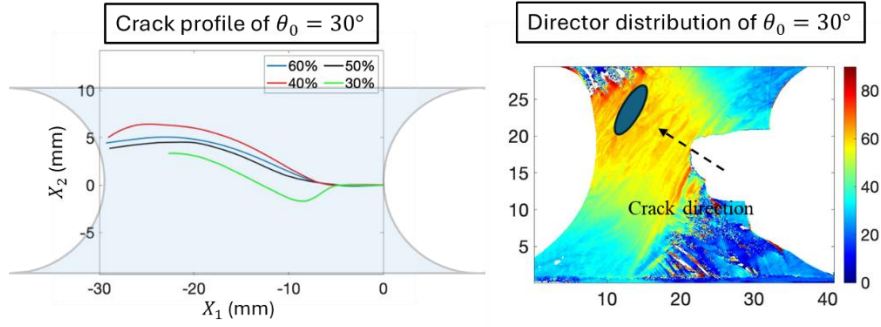 Crack profile of θ₀ = 30°
60% 50%
40% 30%
10
5
0
-5
X₂ (mm)
-30 -20 -10 0
X₁ (mm)
Director distribution of θ₀ = 30°
25
20
15
10
5
10 20 30 40
Crack direction
80
60
40
20
0